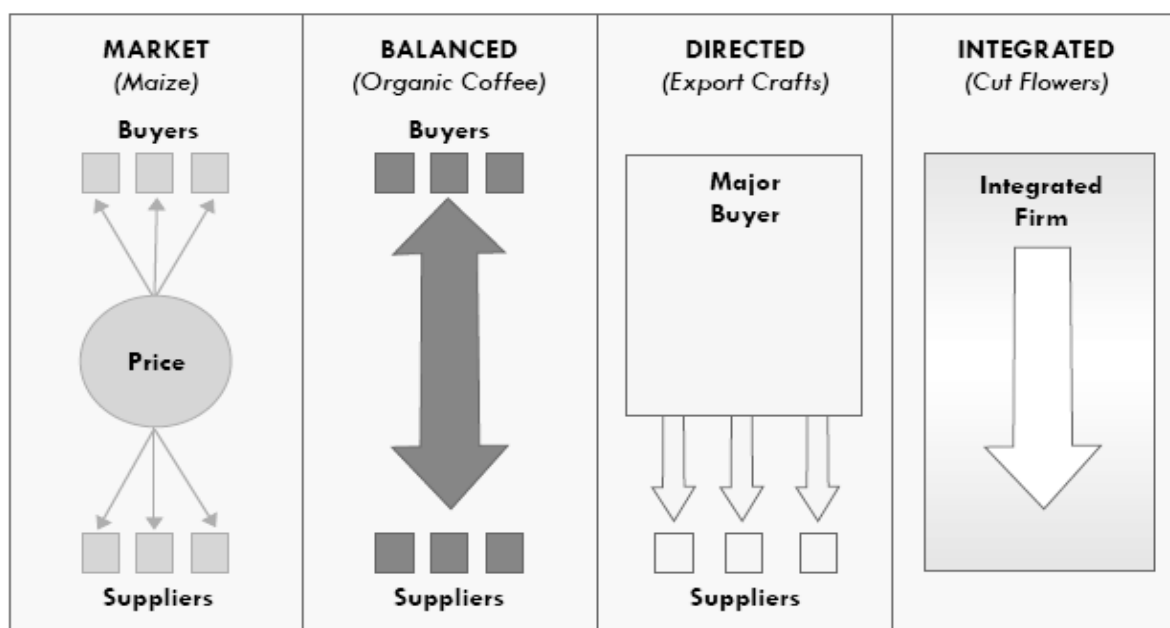 MARKET
(Maize)
Buyers
Price
Suppliers
BALANCED
(Organic Coffee)
Buyers
Suppliers
DIRECTED
(Export Crafts)
Major
Buyer
Suppliers
INTEGRATED
(Cut Flowers)
Integrated
Firm